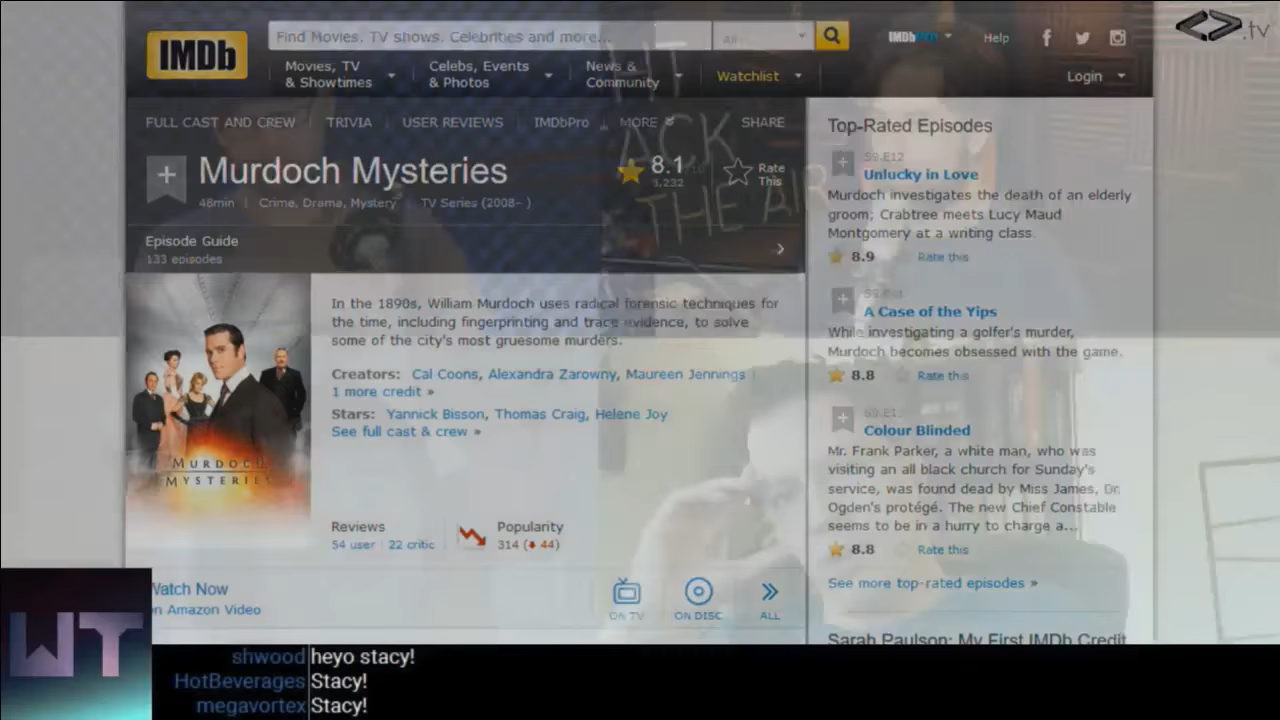 IMDb
Find Movies, TV shows, Celebrities and more...
All
IMDbPro
Help
.tv
Movies, TV
& Showtimes
Celebs, Events
& Photos
News &
Community
Watchlist
Login
FULL CAST AND CREW
TRIVIA
USER REVIEWS
IMDbPro
MORE
SHARE
HACK
THE AIR
Murdoch Mysteries
8.1
Rate
This
48min | Crime, Drama, Mystery | TV Series (2008– )
Episode Guide
133 episodes
MURDOCH
MYSTERIES
In the 1890s, William Murdoch uses radical forensic techniques for
the time, including fingerprinting and trace evidence, to solve
some of the city's most gruesome murders.
Creators: Cal Coons, Alexandra Zarowny, Maureen Jennings
1 more credit »
Stars: Yannick Bisson, Thomas Craig, Helene Joy
See full cast & crew »
Reviews
54 user | 22 critic
Popularity
314 (44)
Watch Now
on Amazon Video
ON TV
ON DISC
ALL
Top-Rated Episodes
S9.E12
Unlucky in Love
Murdoch investigates the death of an elderly
groom; Crabtree meets Lucy Maud
Montgomery at a writing class.
8.9 Rate this
A Case of the Yips
While investigating a golfer's murder,
Murdoch becomes obsessed with the game.
8.8 Rate this
Colour Blinded
Mr. Frank Parker, a white man, who was
visiting an all black church for Sunday's
service, was found dead by Miss James, Dr.
Ogden's protégé. The new Chief Constable
seems to be in a hurry to charge a...
8.8 Rate this
See more top-rated episodes »
Sarah Paulson: My First IMDb Credit
WT
shwood heyo stacy!
HotBeverages Stacy!
megavortex Stacy!